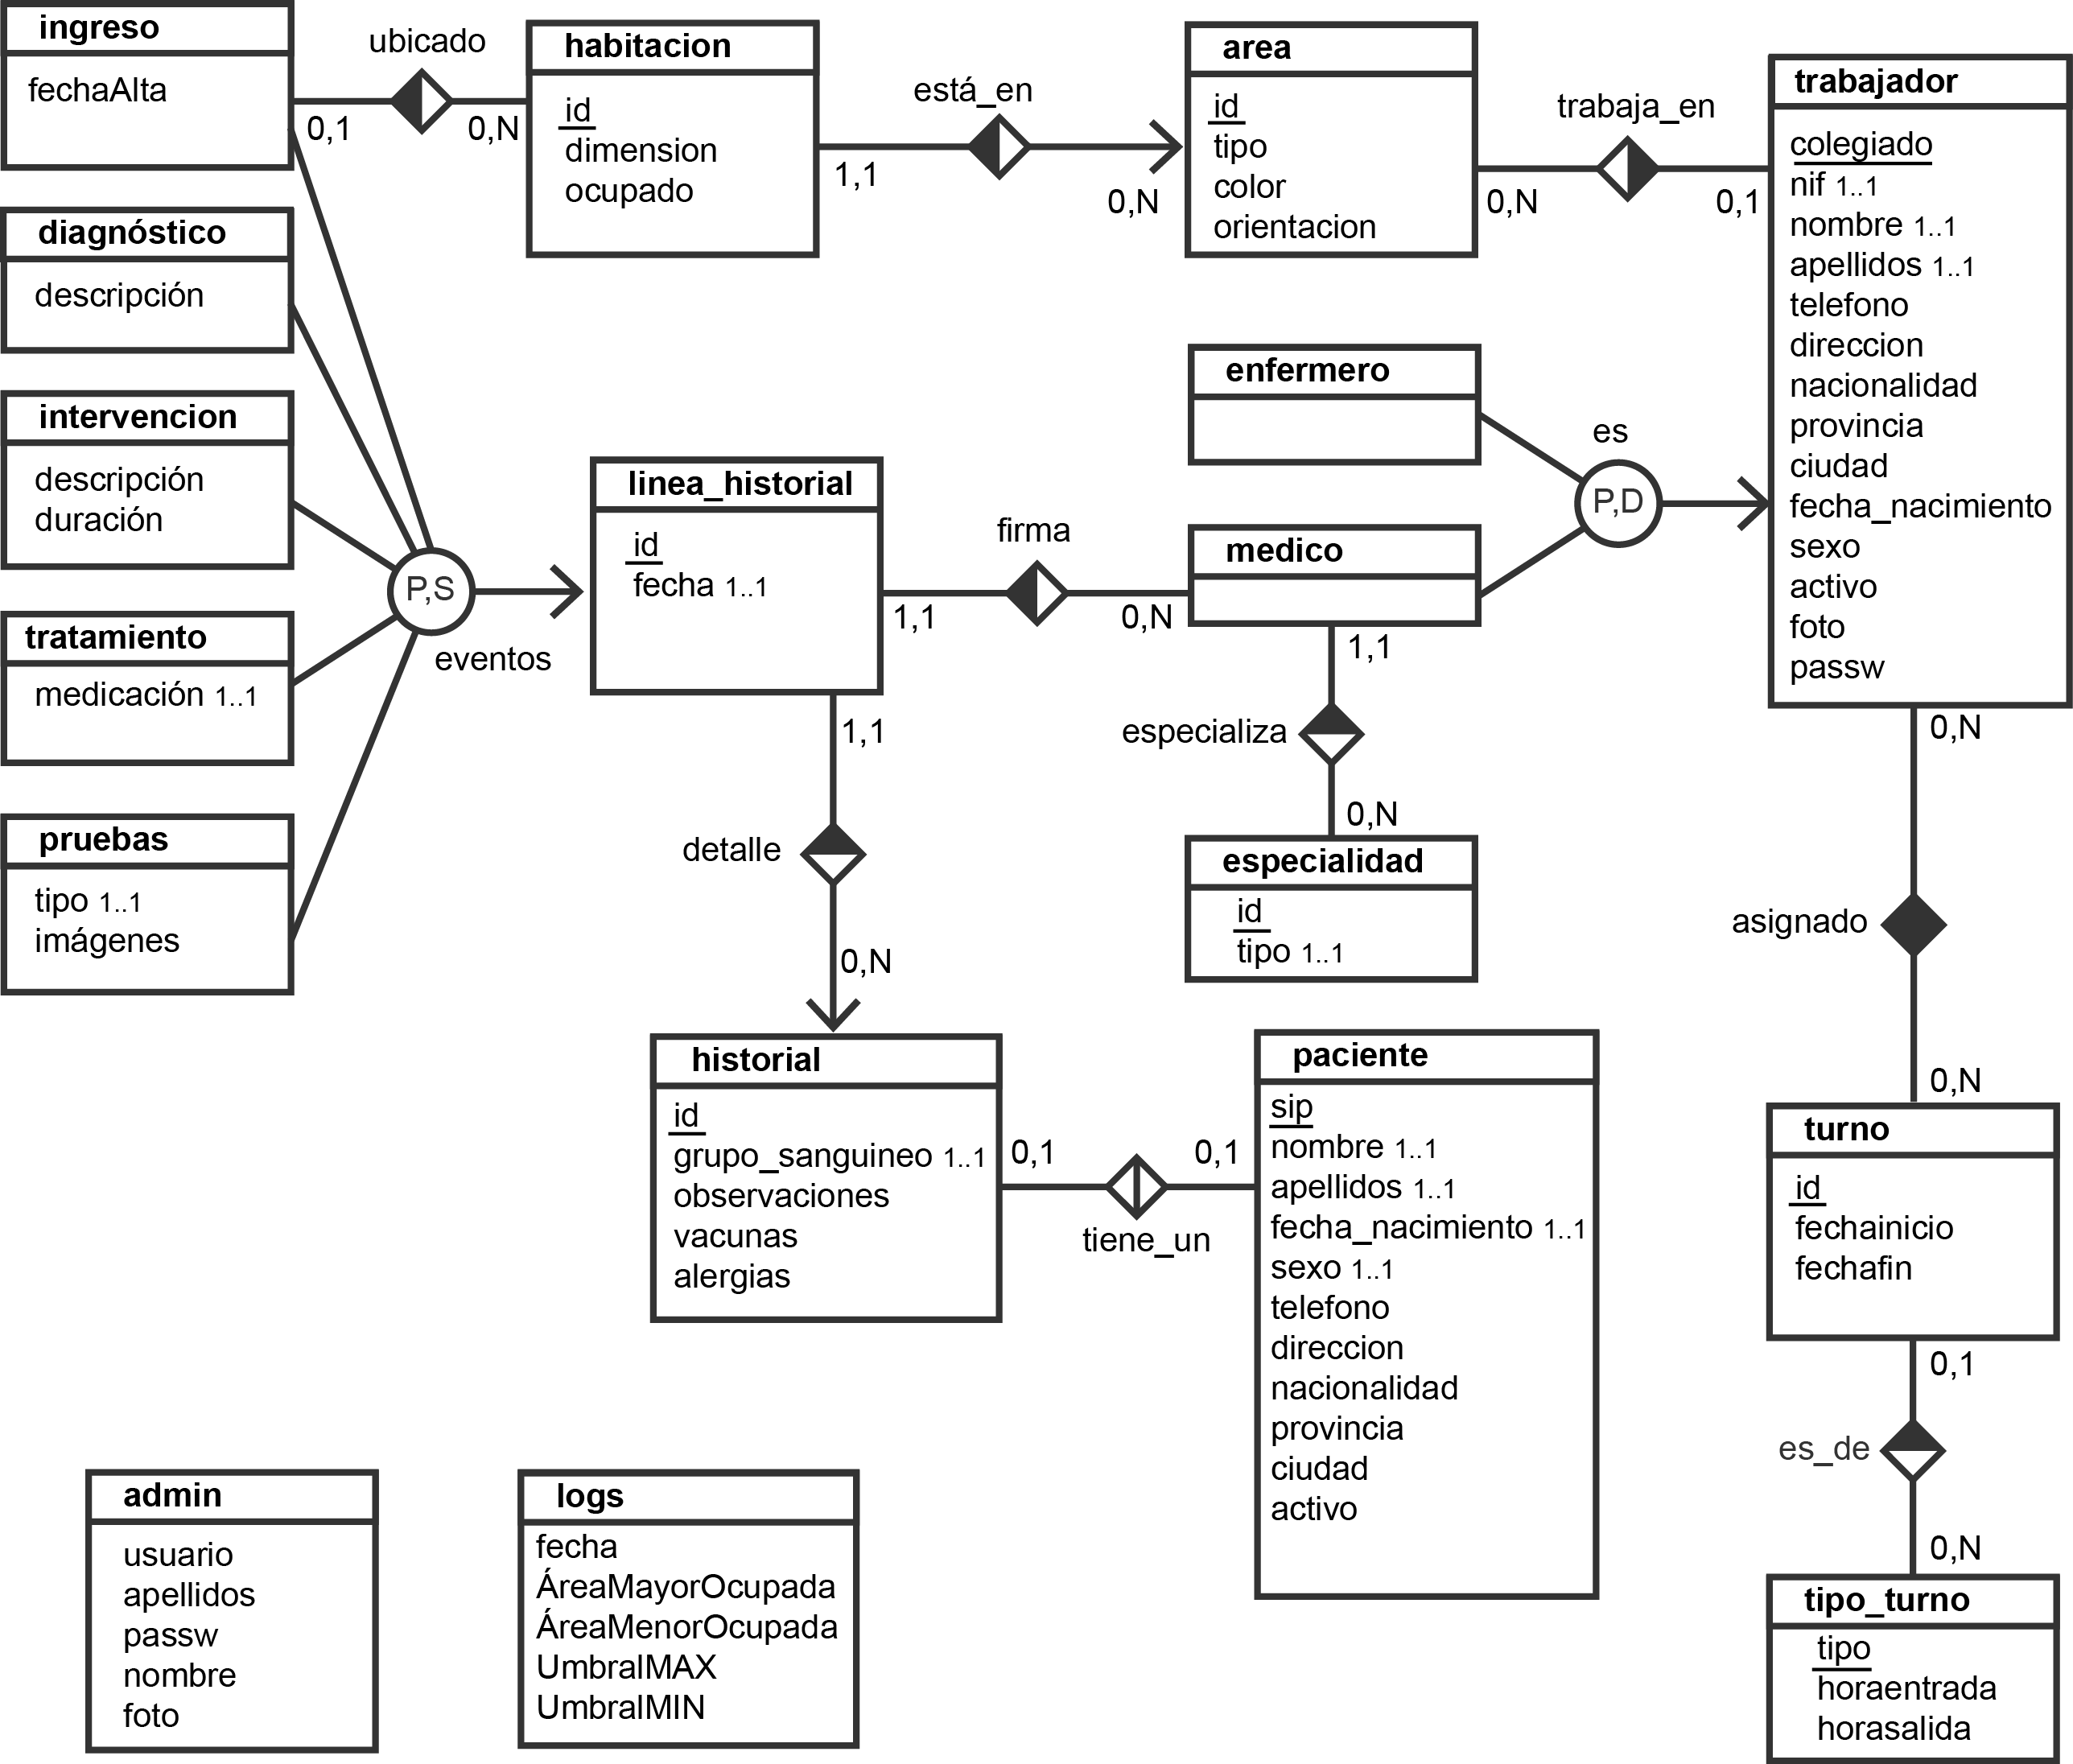 ingreso
fechaAlta
ubicado
0,1
0,N
habitacion
id
dimension
ocupado
está_en
1,1
0,N
area
id
tipo
color
orientacion
trabaja_en
0,N
0,1
trabajador
colegiado
nif 1..1
nombre 1..1
apellidos 1..1
telefono
direccion
nacionalidad
provincia
ciudad
fecha_nacimiento
sexo
activo
foto
passw
diagnóstico
descripción
intervencion
descripción
duración
tratamiento
medicación 1..1
pruebas
tipo 1..1
imágenes
P,S
eventos
linea_historial
id
fecha 1..1
firma
1,1
0,N
enfermero
medico
es
P,D
1,1
especializa
0,N
especialidad
id
tipo 1..1
1,1
detalle
0,N
historial
id
grupo_sanguineo 1..1
observaciones
vacunas
alergias
0,1
0,1
tiene_un
paciente
sip
nombre 1..1
apellidos 1..1
fecha_nacimiento 1..1
sexo 1..1
telefono
direccion
nacionalidad
provincia
ciudad
activo
0,N
asignado
0,N
turno
id
fechainicio
fechafin
0,1
es_de
0,N
tipo_turno
tipo
horaentrada
horasalida
admin
usuario
apellidos
passw
nombre
foto
logs
fecha
ÁreaMayorOcupada
ÁreaMenorOcupada
UmbralMAX
UmbralMIN